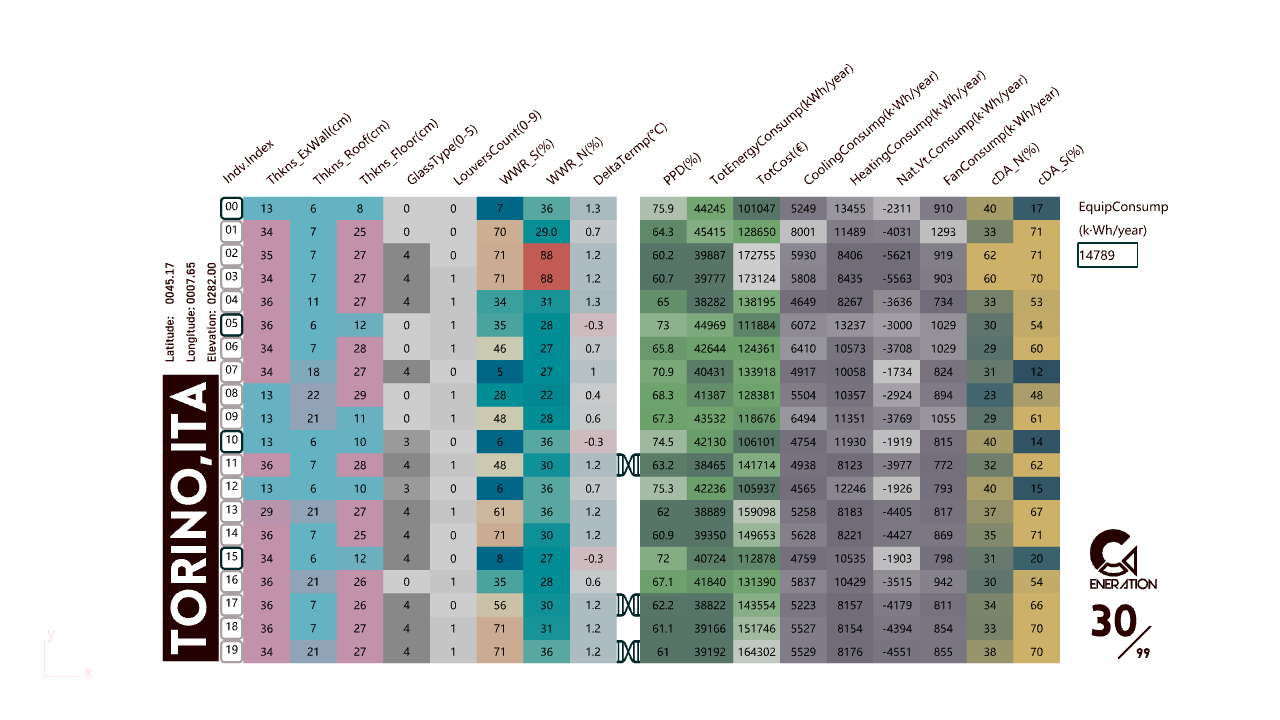 Indv.Index Thkns_ExWall(cm) Thkns_Roof(cm) Thkns_Floor(cm) GlassType(0-5) LouversCount(0-9) WWR_S(%) WWR_N(%) DeltaTermp(°C) PPD(%) TotEnergyConsump(kWh/year) TotCost(€) CoolingConsump(k·Wh/year) HeatingConsump(k·Wh/year) Nat.Vt.Consump(k·Wh/year) FanConsump(k·Wh/year) cDA_N(%) cDA_S(%)
00 13 6 8 0 0 7 36 1.3 75.9 44245 101047 5249 13455 -2311 910 40 17
01 34 7 25 0 0 70 29.0 0.7 64.3 45415 128650 8001 11489 -4031 1293 33 71
02 35 7 27 4 0 71 88 1.2 60.2 39887 172755 5930 8406 -5621 919 62 71
03 34 7 27 4 1 71 88 1.2 60.7 39777 173124 5808 8435 -5563 903 60 70
04 36 11 27 4 1 34 31 1.3 65 38282 138195 4649 8267 -3636 734 33 53
05 36 6 12 0 1 35 28 -0.3 73 44969 111884 6072 13237 -3000 1029 30 54
06 34 7 28 0 1 46 27 0.7 65.8 42644 124361 6410 10573 -3708 1029 29 60
07 34 18 27 4 0 5 27 1 70.9 40431 133918 4917 10058 -1734 824 31 12
08 13 22 29 0 1 28 22 0.4 68.3 41387 128381 5504 10357 -2924 894 23 48
09 13 21 11 0 1 48 28 0.6 67.3 43532 118676 6494 11351 -3769 1055 29 61
10 13 6 10 3 0 6 36 -0.3 74.5 42130 106101 4754 11930 -1919 815 40 14
11 36 7 28 4 1 48 30 1.2 63.2 38465 141714 4938 8123 -3977 772 32 62
12 13 6 10 3 0 6 36 0.7 75.3 42236 105937 4565 12246 -1926 793 40 15
13 29 21 27 4 1 61 36 1.2 62 38889 159098 5258 8183 -4405 817 37 67
14 36 7 25 4 0 71 30 1.2 60.9 39350 149653 5628 8221 -4427 869 35 71
15 34 6 12 4 0 8 27 -0.3 72 40724 112878 4759 10535 -1903 798 31 20
16 36 21 26 0 1 35 28 0.6 67.1 41840 131390 5837 10429 -3515 942 30 54
17 36 7 26 4 0 56 30 1.2 62.2 38822 143554 5223 8157 -4179 811 34 66
18 36 7 27 4 1 71 31 1.2 61.1 39166 151746 5527 8154 -4394 854 33 70
19 34 21 27 4 1 71 36 1.2 61 39192 164302 5529 8176 -4551 855 38 70
Latitude: 0045.17
Longitude: 0007.65
Elevation: 0282.00
TORINO,ITA
EquipConsump
(k·Wh/year)
14789
GENERATION
30/99
y
x